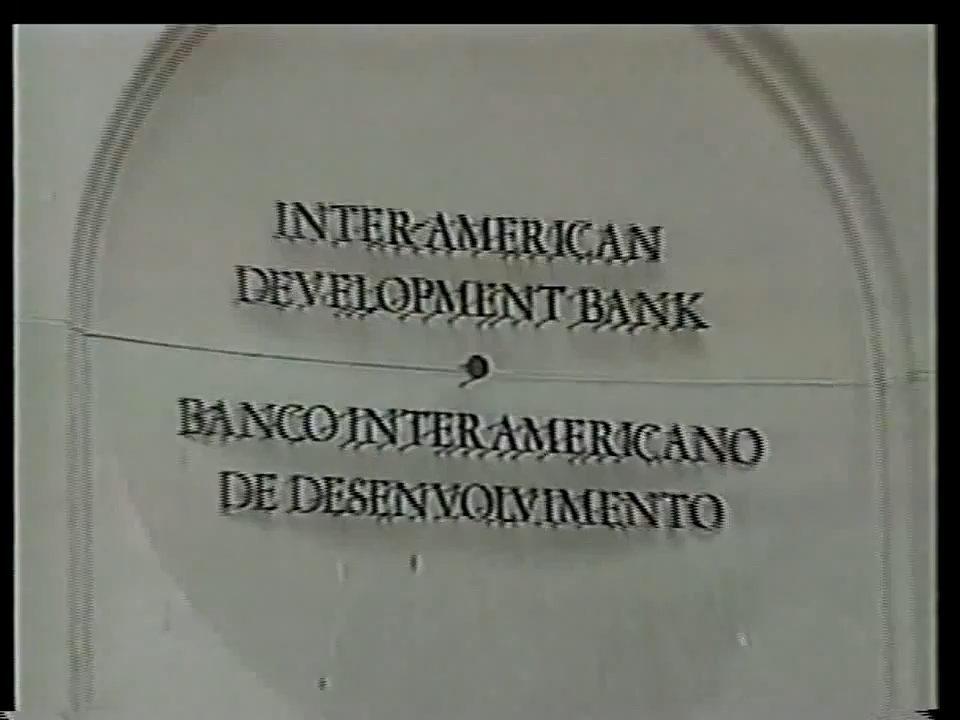 INTER-AMERICAN
DEVELOPMENT BANK
BANCO INTERAMERICANO
DE DESENVOLVIMENTO